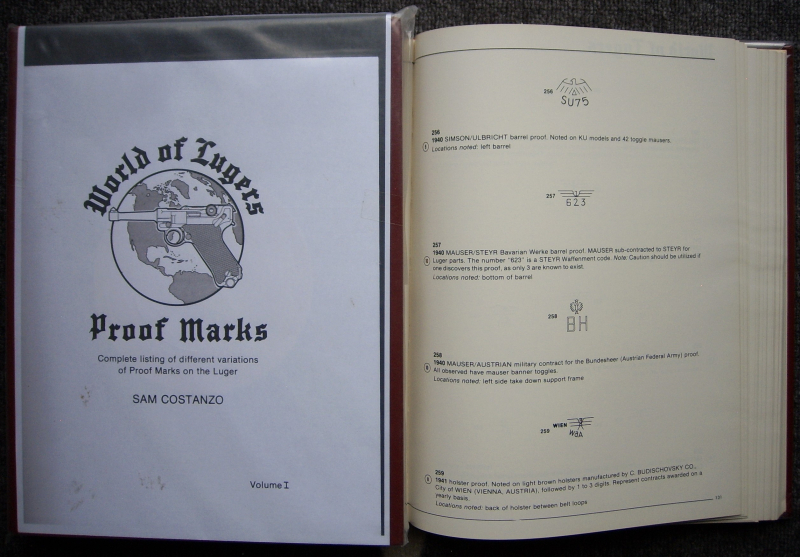 World of Lugers
Proof Marks
Complete listing of different variations
of Proof Marks on the Luger
SAM COSTANZO
Volume I
256
SU75
256
1940 SIMSON/ULBRICHT barrel proof. Noted on KU models and 42 toggle mausers.
Locations noted: left barrel
257
623
257
1940 MAUSER/STEYR Bavarian Werke barrel proof. MAUSER sub-contracted to STEYR for
Luger parts. The number "623" is a STEYR Waffenment code. Note: Caution should be utilized if
one discovers this proof, as only 3 are known to exist.
Locations noted: bottom of barrel
258
BH
258
1940 MAUSER/AUSTRIAN military contract for the Bundesheer (Austrian Federal Army) proof.
All observed have mauser banner toggles.
Locations noted: left side take down support frame
259 WIEN
259
1941 holster proof. Noted on light brown holsters manufactured by C. BUDISCHOVSKY CO.,
City of WIEN (VIENNA, AUSTRIA), followed by 1 to 3 digits. Represent contracts awarded on a
yearly basis.
Locations noted: back of holster between belt loops